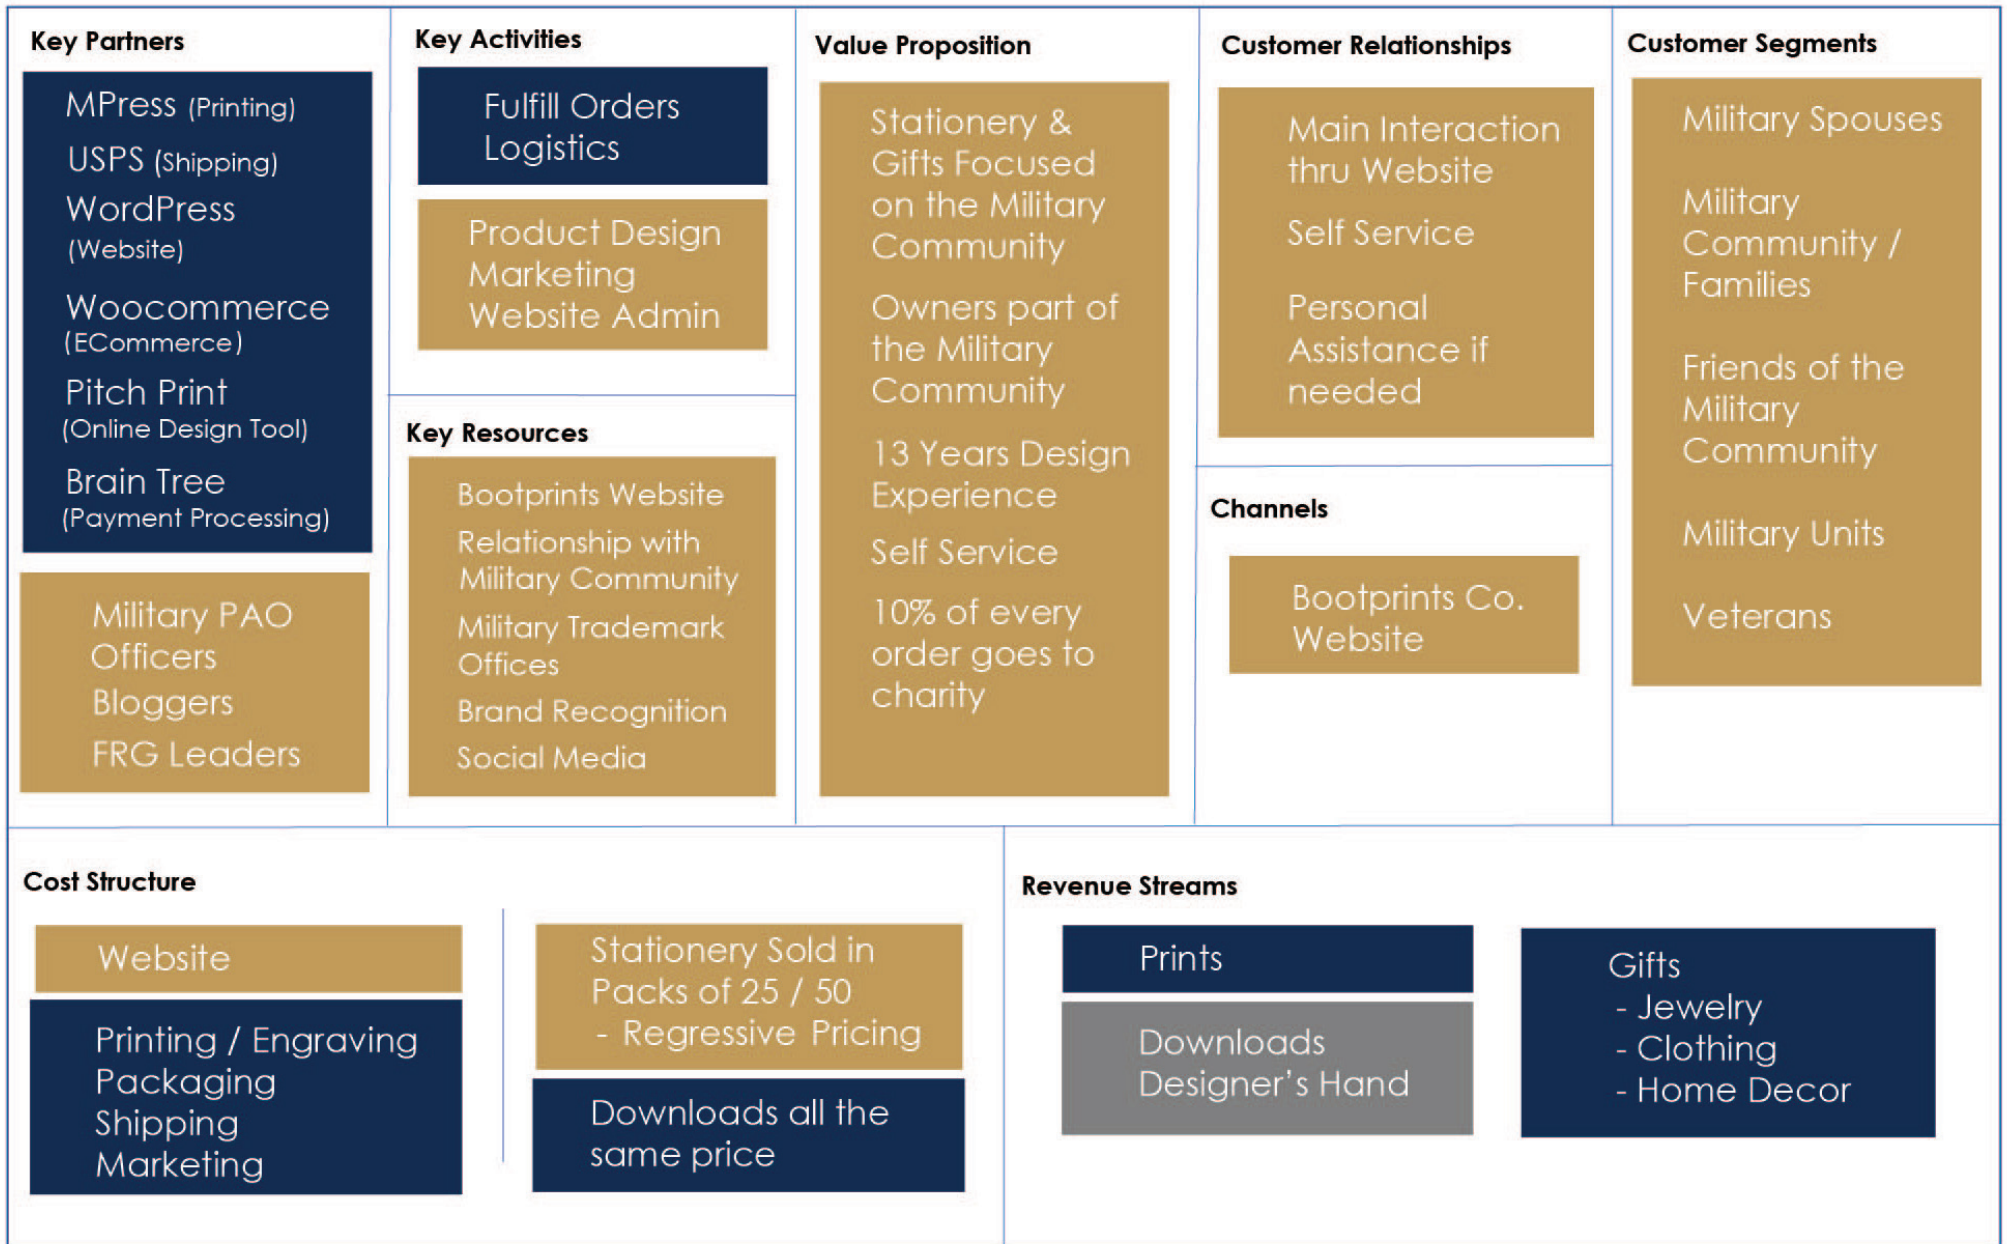 Key Partners
MPress (Printing)
USPS (Shipping)
WordPress
(Website)
Woocommerce
(ECommerce)
Pitch Print
(Online Design Tool)
Brain Tree
(Payment Processing)
Military PAO
Officers
Bloggers
FRG Leaders
Key Activities
Fulfill Orders
Logistics
Product Design
Marketing
Website Admin
Key Resources
Bootprints Website
Relationship with
Military Community
Military Trademark
Offices
Brand Recognition
Social Media
Value Proposition
Stationery &
Gifts Focused
on the Military
Community
Owners part of
the Military
Community
13 Years Design
Experience
Self Service
10% of every
order goes to
charity
Customer Relationships
Main Interaction
thru Website
Self Service
Personal
Assistance if
needed
Channels
Bootprints Co.
Website
Customer Segments
Military Spouses
Military
Community /
Families
Friends of the
Military
Community
Military Units
Veterans
Cost Structure
Website
Printing / Engraving
Packaging
Shipping
Marketing
Stationery Sold in
Packs of 25 / 50
- Regressive Pricing
Downloads all the
same price
Revenue Streams
Prints
Downloads
Designer's Hand
Gifts
- Jewelry
- Clothing
- Home Decor